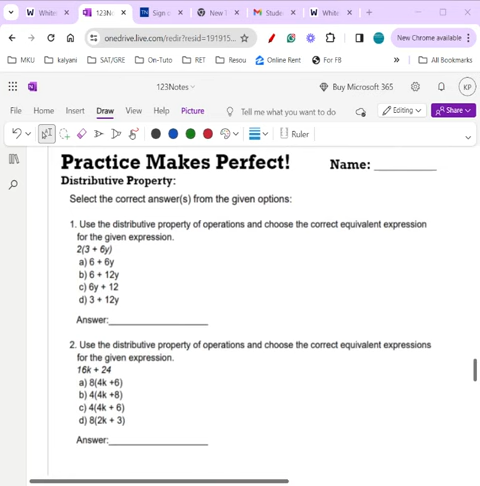 White
123N
Sign c
New T
Stude
White
onedrive.live.com/redir?resid=191915...
New Chrome available
MKU
kalyani
SAT/GRE
On-Tuto
RET
Resou
Online Rent
For FB
»
All Bookmarks
123Notes
Buy Microsoft 365
KP
File
Home
Insert
Draw
View
Help
Picture
Tell me what you want to do
Editing
Share
Ruler
Practice Makes Perfect! Name: ________
Distributive Property:
Select the correct answer(s) from the given options:
1. Use the distributive property of operations and choose the correct equivalent expression
for the given expression.
2(3 + 6y)
a) 6 + 6y
b) 6 + 12y
c) 6y + 12
d) 3 + 12y
Answer:____________________
2. Use the distributive property of operations and choose the correct equivalent expressions
for the given expression.
16k + 24
a) 8(4k +6)
b) 4(4k +8)
c) 4(4k + 6)
d) 8(2k + 3)
Answer:____________________